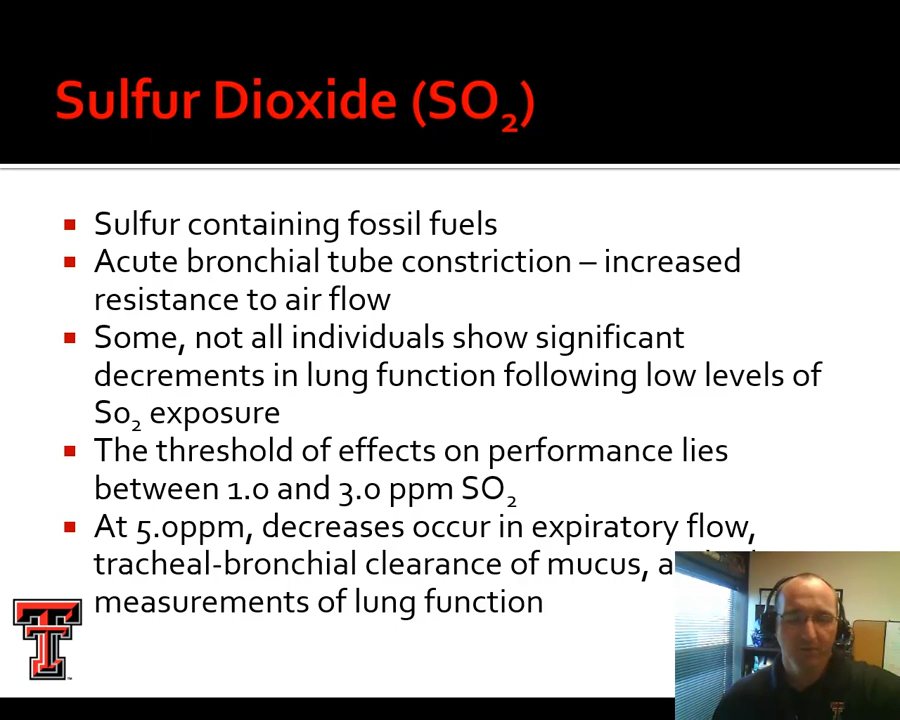 Sulfur Dioxide (SO₂)
Sulfur containing fossil fuels
Acute bronchial tube constriction – increased
resistance to air flow
Some, not all individuals show significant
decrements in lung function following low levels of
So₂ exposure
The threshold of effects on performance lies
between 1.0 and 3.0 ppm SO₂
At 5.0ppm, decreases occur in expiratory flow,
tracheal-bronchial clearance of mucus,
measurements of lung function